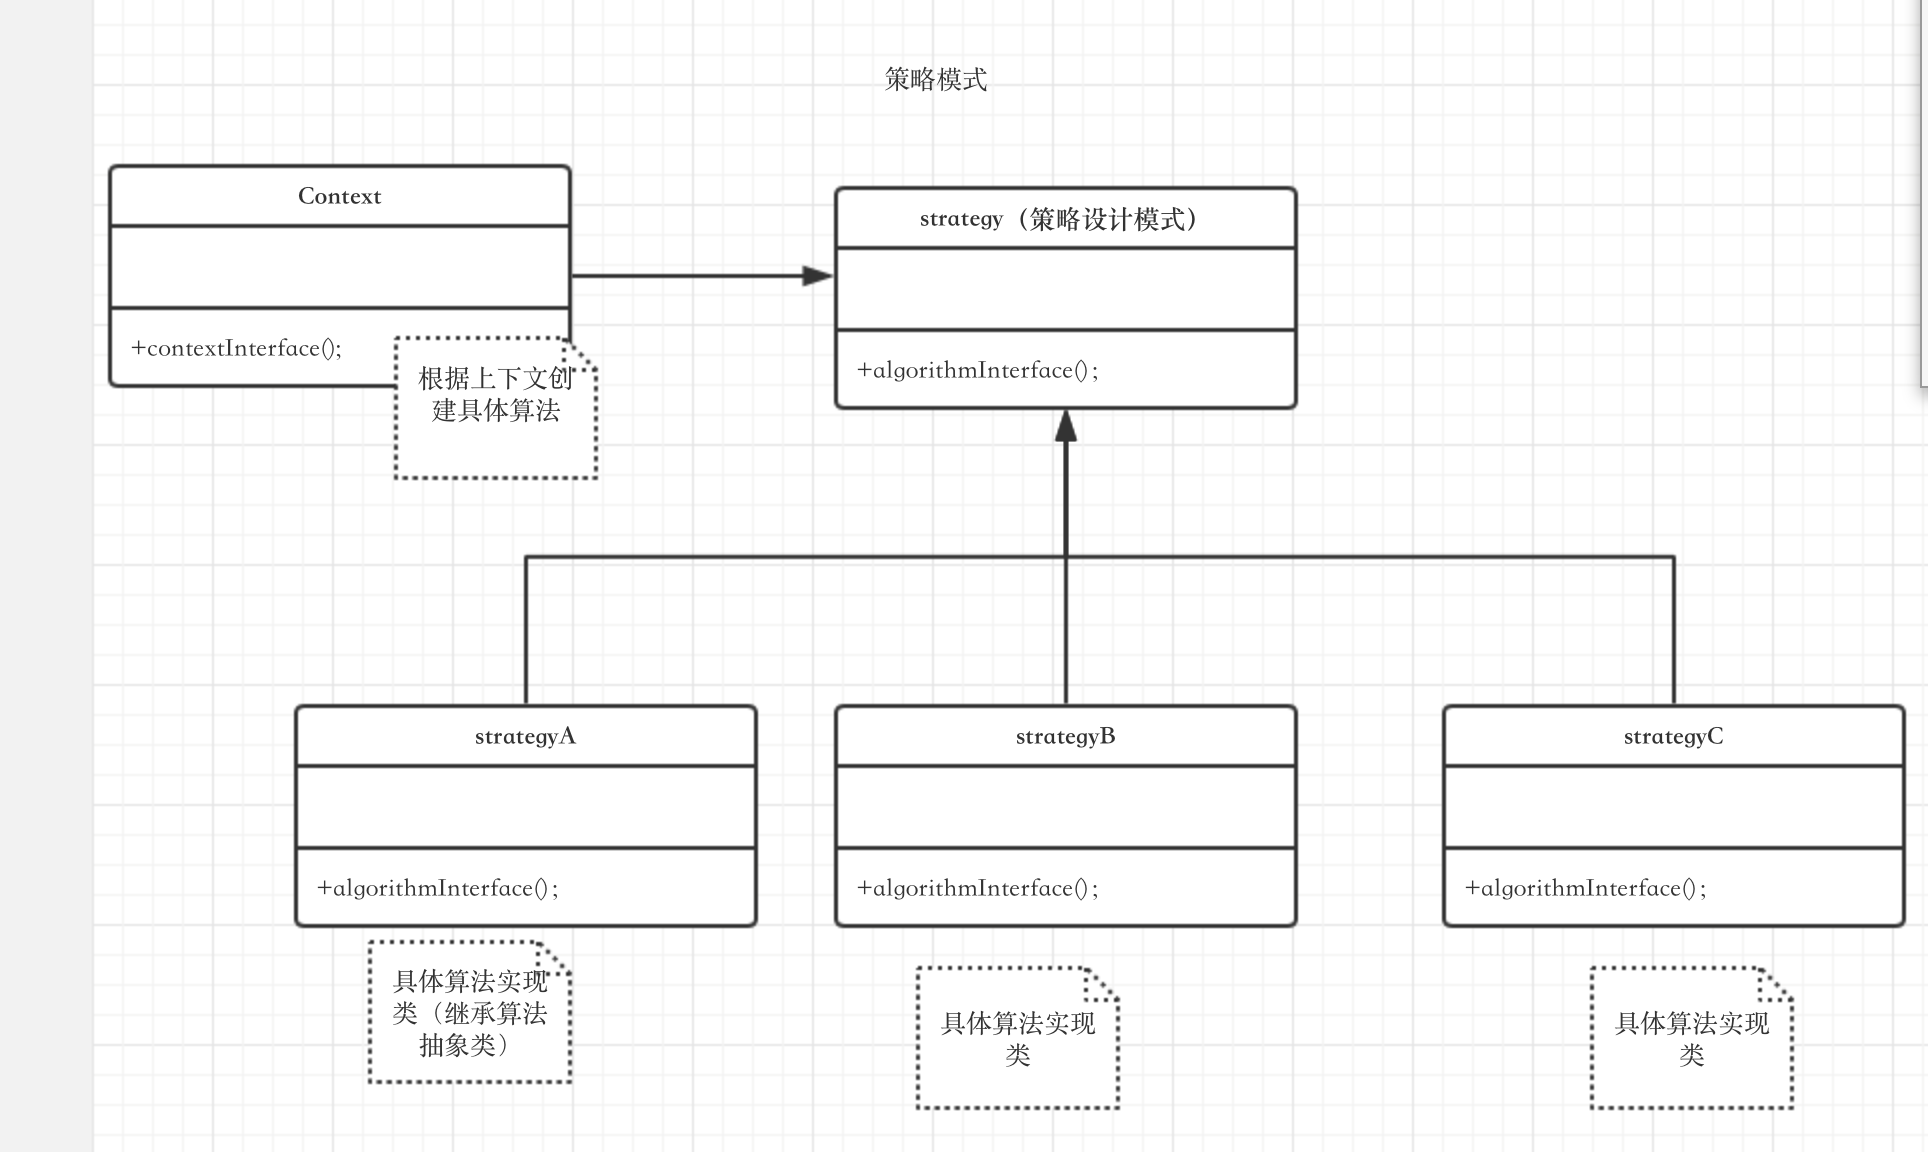 策略模式
Context
+contextInterface();
根据上下文创
建具体算法
strategy（策略设计模式）
+algorithmInterface();
strategyA
+algorithmInterface();
具体算法实现
类（继承算法
抽象类）
strategyB
+algorithmInterface();
具体算法实现
类
strategyC
+algorithmInterface();
具体算法实现
类